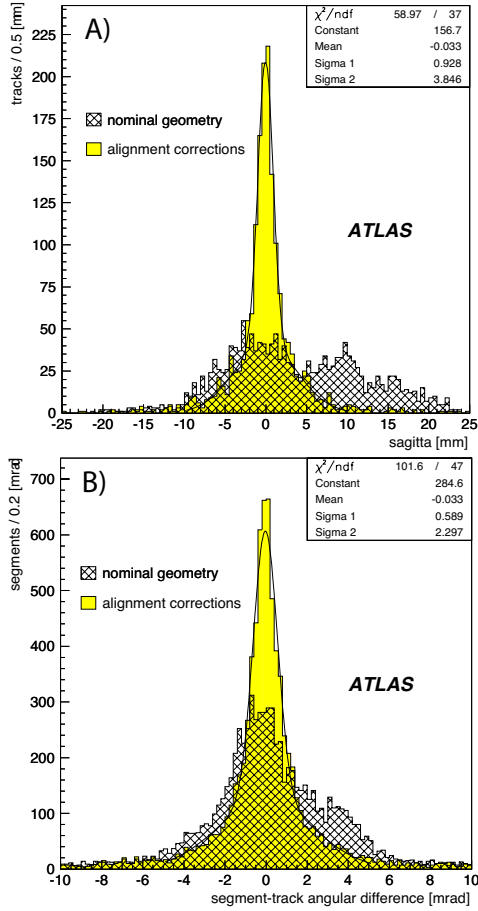 A)
χ²/ndf 58.97 / 37
Constant 156.7
Mean -0.033
Sigma 1 0.928
Sigma 2 3.846
tracks / 0.5 [mm]
225
200
175
150
125
100
75
50
25
0
nominal geometry
alignment corrections
ATLAS
-25 -20 -15 -10 -5 0 5 10 15 20 25
sagitta [mm]
B)
χ²/ndf 101.6 / 47
Constant 284.6
Mean -0.033
Sigma 1 0.589
Sigma 2 2.297
segments / 0.2 [mrad]
700
600
500
400
300
200
100
0
nominal geometry
alignment corrections
ATLAS
-10 -8 -6 -4 -2 0 2 4 6 8 10
segment-track angular difference [mrad]